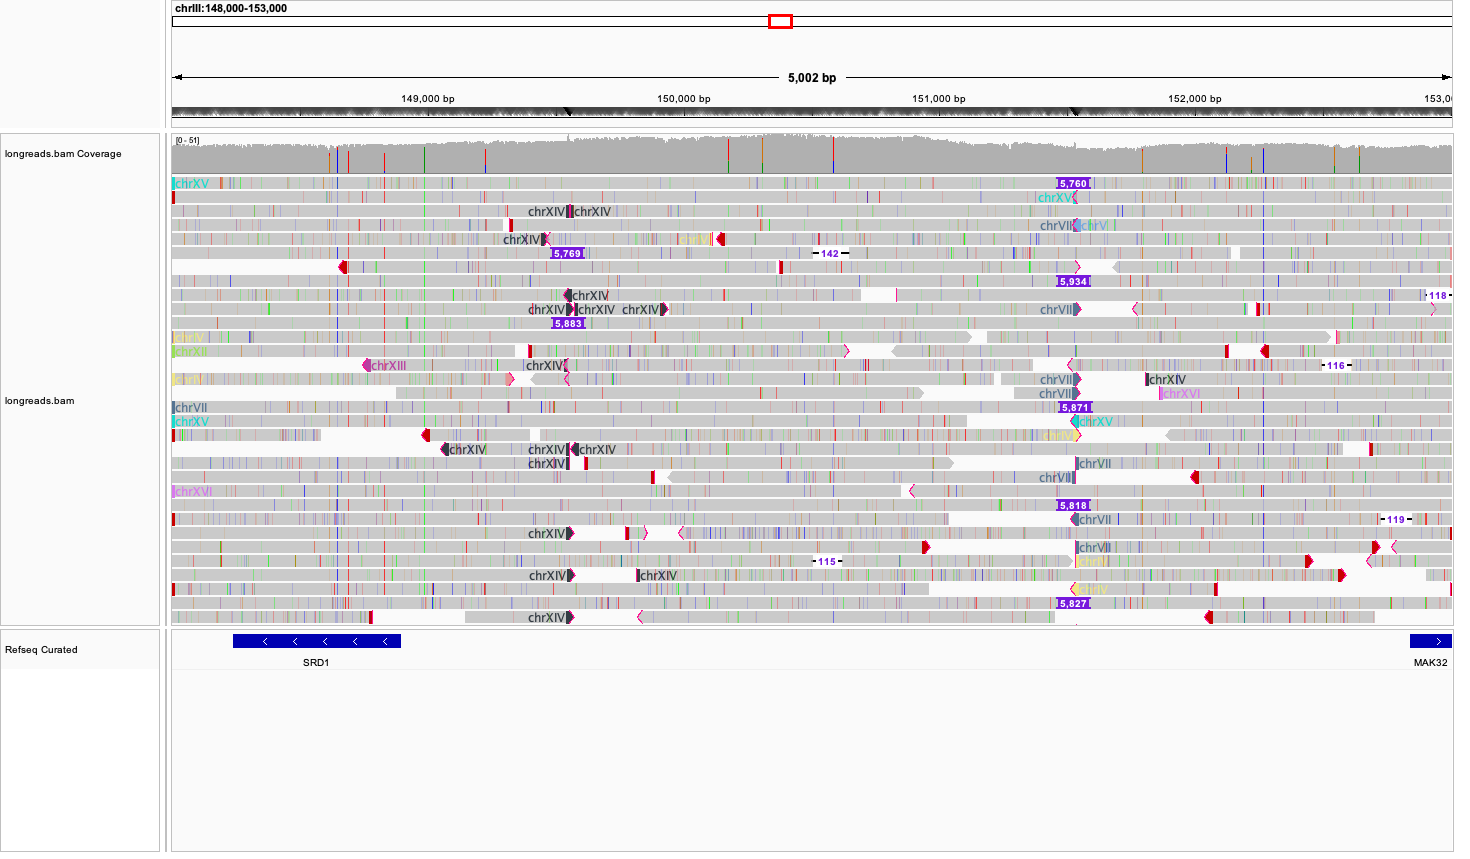 chrIII:148,000-153,000
5,002 bp
149,000 bp 150,000 bp 151,000 bp 152,000 bp 153,0
longreads.bam Coverage
[0 - 51]
chrXV 5,760
chrXV
chrXIV chrXIV
chrVII chrV
chrXIV
5,769 142
5,934
chrXIV 118
chrXIV chrXIV chrXIV chrVII
5,883
chrV
chrXII
chrXIII chrXIV 116
chrVII chrXIV
longreads.bam
chrVII chrXVI
chrVII 5,871
chrXV chrXV
chrXIV chrXIV chrXIV
chrXIV chrVII
chrVII
chrXVI
5,818
chrVII 119
chrXIV
chrVII
115
chrXIV chrXIV
chrIV
5,827
chrXIV
Refseq Curated
SRD1 MAK32